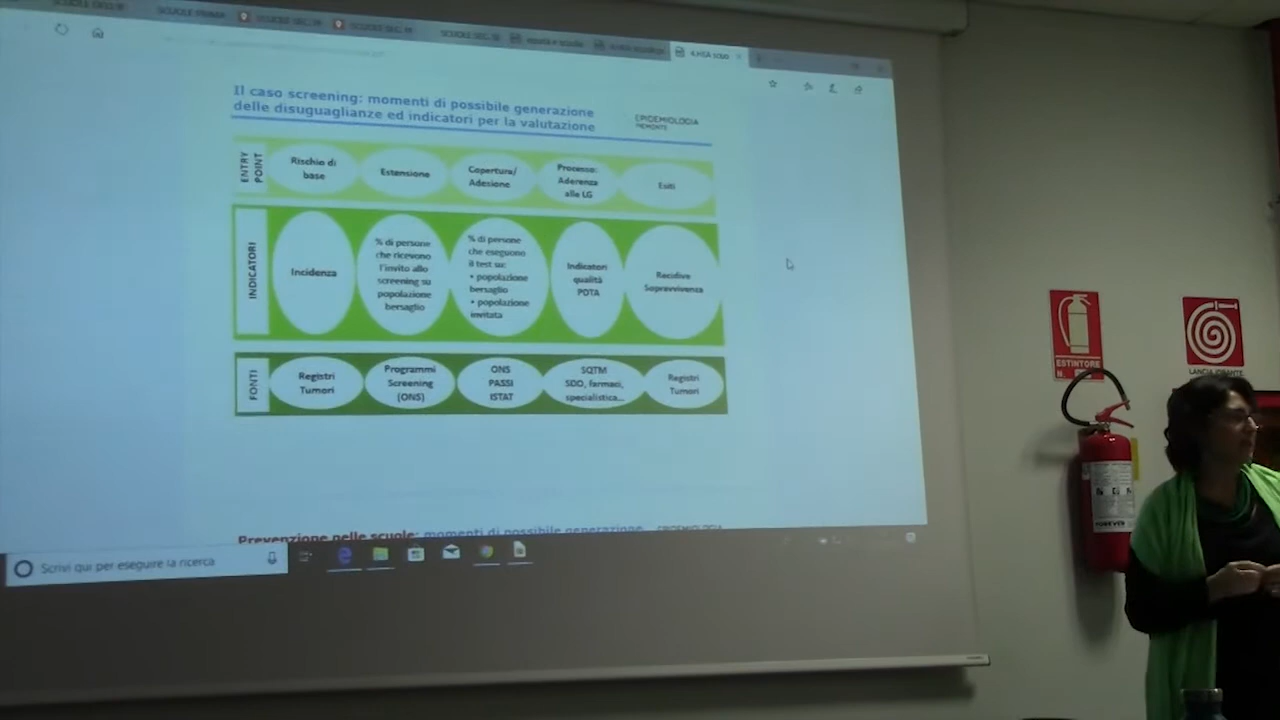 Il caso screening: momenti di possibile generazione
delle disuguaglianze ed indicatori per la valutazione
EPIDEMIOLOGIA
PIEMONTE
ENTRY
POINT
Rischio di
base
Estensione
Copertura/
Adesione
Processo:
Aderenza
alle LG
Esiti
INDICATORI
Incidenza
% di persone
che ricevono
l'invito allo
screening su
popolazione
bersaglio
% di persone
che eseguono
il test su:
• popolazione
bersaglio
• popolazione
invitata
Indicatori
qualità
PDTA
Recidive
Sopravvivenza
FONTI
Registri
Tumori
Programmi
Screening
(ONS)
ONS
PASSI
ISTAT
SQTM
SDO, farmaci,
specialistica...
Registri
Tumori
Prevenzione nelle scuole: momenti di possibile generazione
EPIDEMIOLOGIA
Scrivi qui per eseguire la ricerca
ESTINTORE
N.
LANCIA IDRANTE